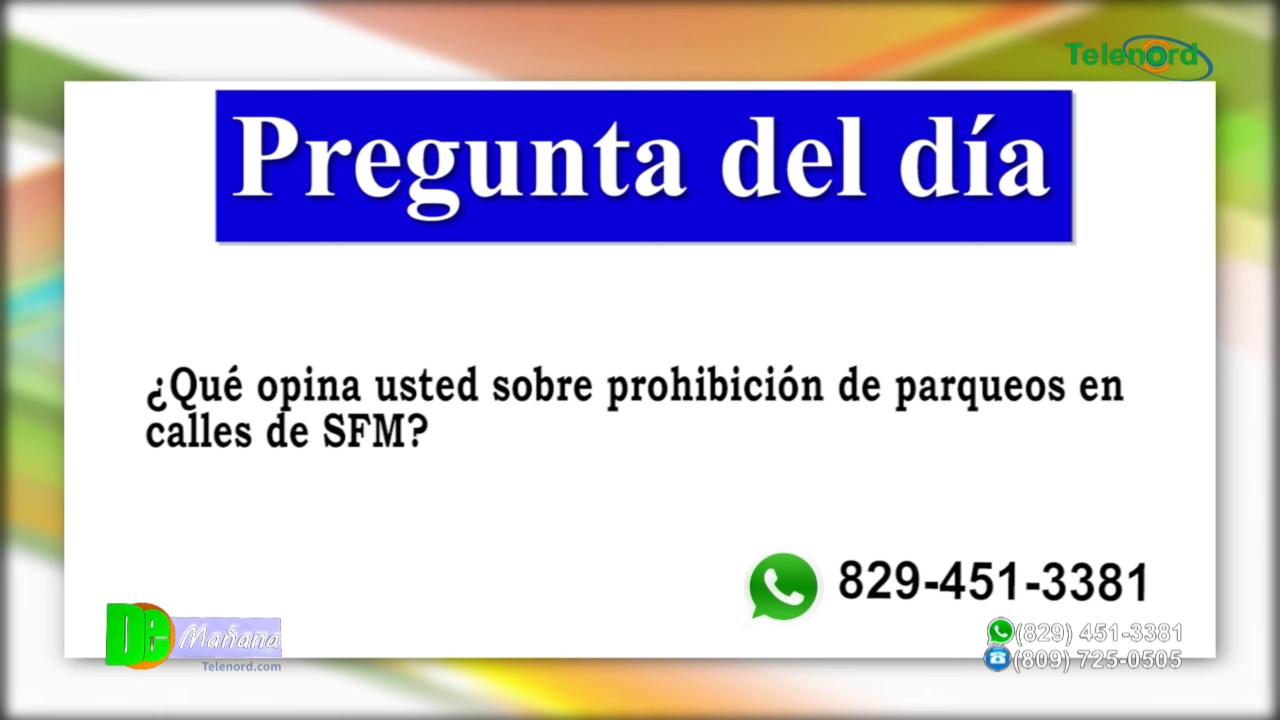 Telenord
Pregunta del día
¿Qué opina usted sobre prohibición de parqueos en
calles de SFM?
829-451-3381
De Mañana
Telenord.com
(829) 451-3381
(809) 725-0505